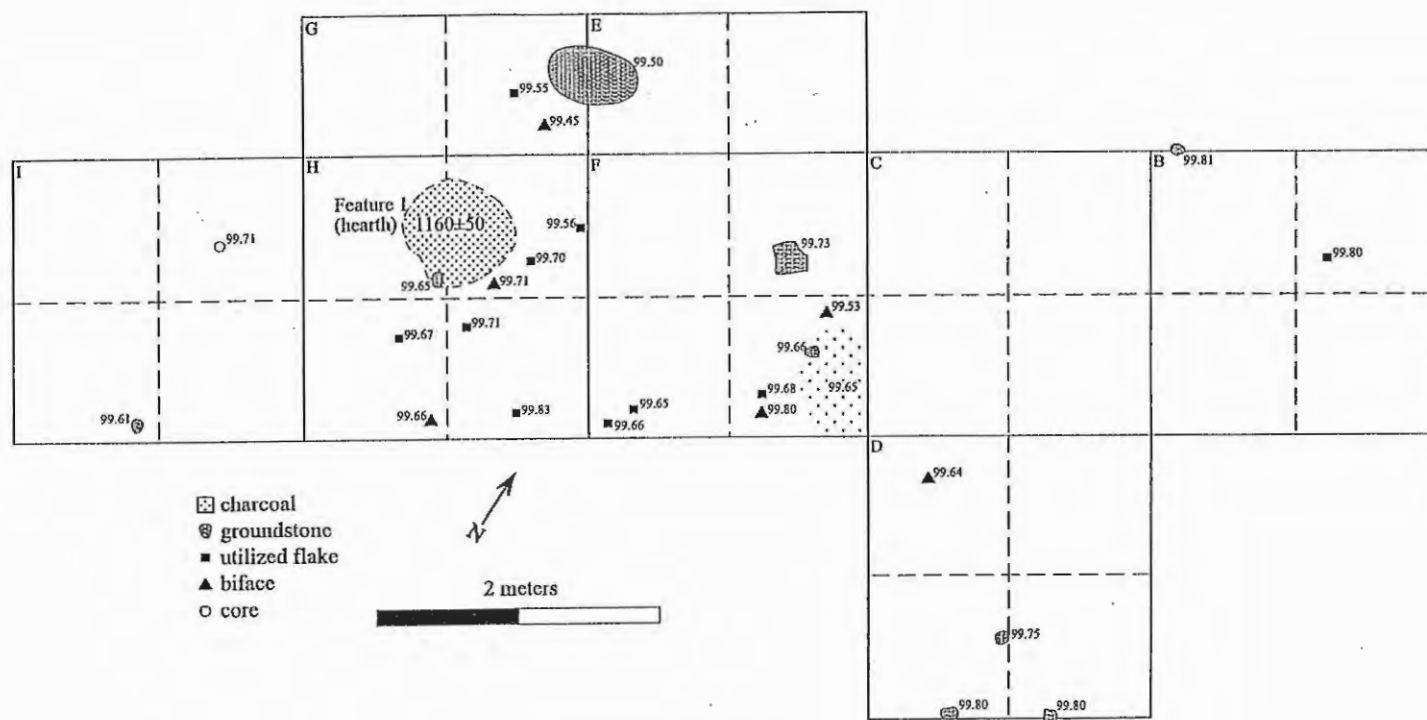 G
E
99.50
99.55
99.45
I
H
F
C
B
99.81
Feature 1
(hearth)
1160±50
99.56
99.71
99.70
99.73
99.80
99.65
99.71
99.53
99.67
99.71
99.66
99.68
99.65
99.61
99.66
99.83
99.65
99.66
99.80
D
99.64
N
charcoal
groundstone
utilized flake
biface
core
2 meters
99.75
99.80
99.80